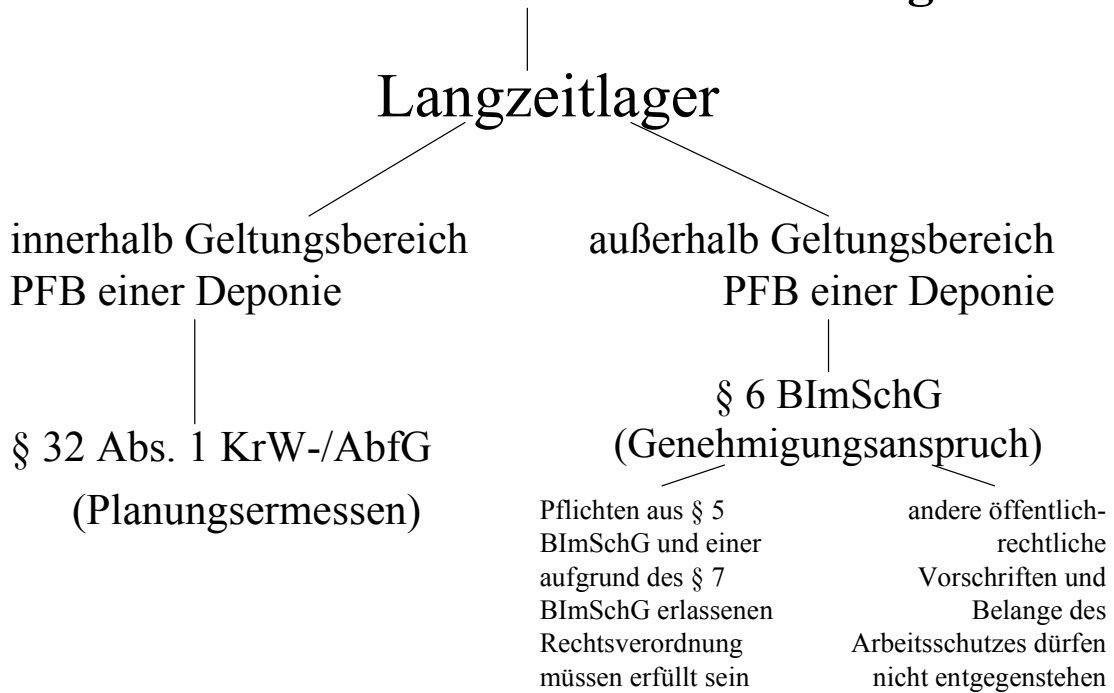 Langzeitlager
innerhalb Geltungsbereich
PFB einer Deponie
außerhalb Geltungsbereich
PFB einer Deponie
§ 32 Abs. 1 KrW-/AbfG
(Planungsermessen)
§ 6 BImSchG
(Genehmigungsanspruch)
Pflichten aus § 5
BImSchG und einer
aufgrund des § 7
BImSchG erlassenen
Rechtsverordnung
müssen erfüllt sein
andere öffentlich-
rechtliche
Vorschriften und
Belange des
Arbeitsschutzes dürfen
nicht entgegenstehen